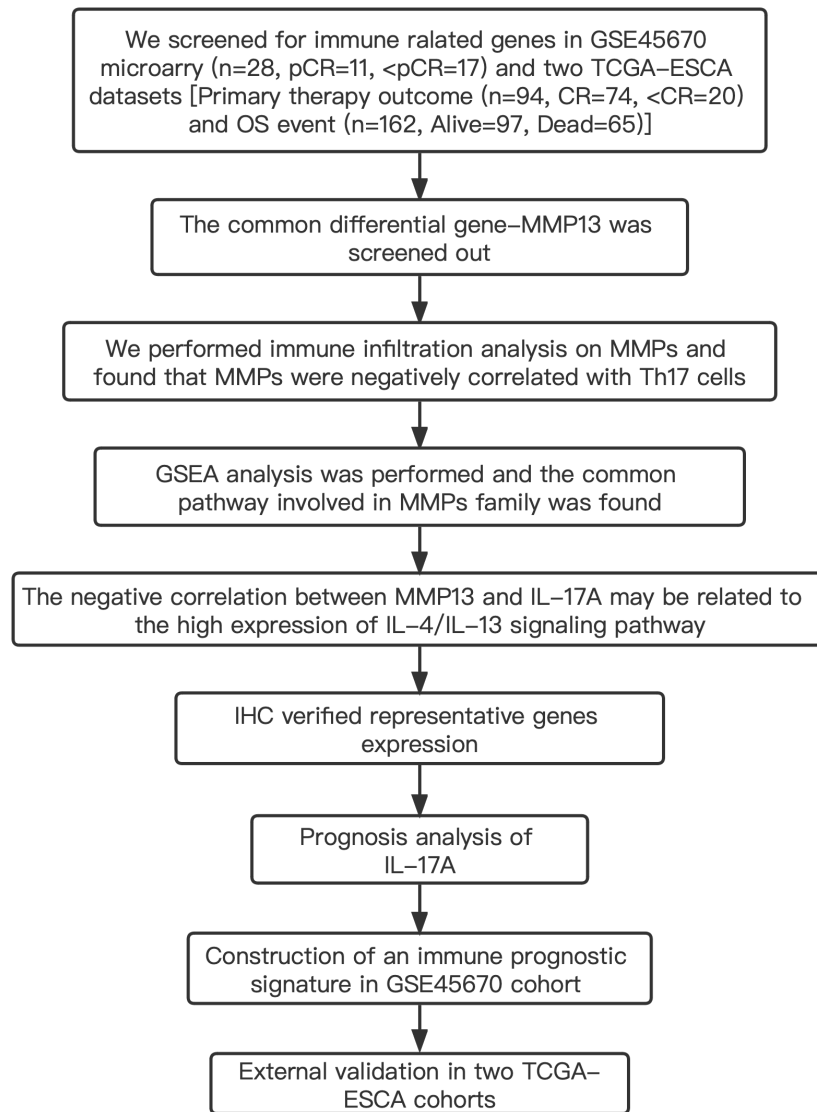 We screened for immune ralated genes in GSE45670
microarry (n=28, pCR=11, <pCR=17) and two TCGA–ESCA
datasets [Primary therapy outcome (n=94, CR=74, <CR=20)
and OS event (n=162, Alive=97, Dead=65)]
The common differential gene–MMP13 was
screened out
We performed immune infiltration analysis on MMPs and
found that MMPs were negatively correlated with Th17 cells
GSEA analysis was performed and the common
pathway involved in MMPs family was found
The negative correlation between MMP13 and IL–17A may be related to
the high expression of IL–4/IL–13 signaling pathway
IHC verified representative genes
expression
Prognosis analysis of
IL–17A
Construction of an immune prognostic
signature in GSE45670 cohort
External validation in two TCGA–
ESCA cohorts